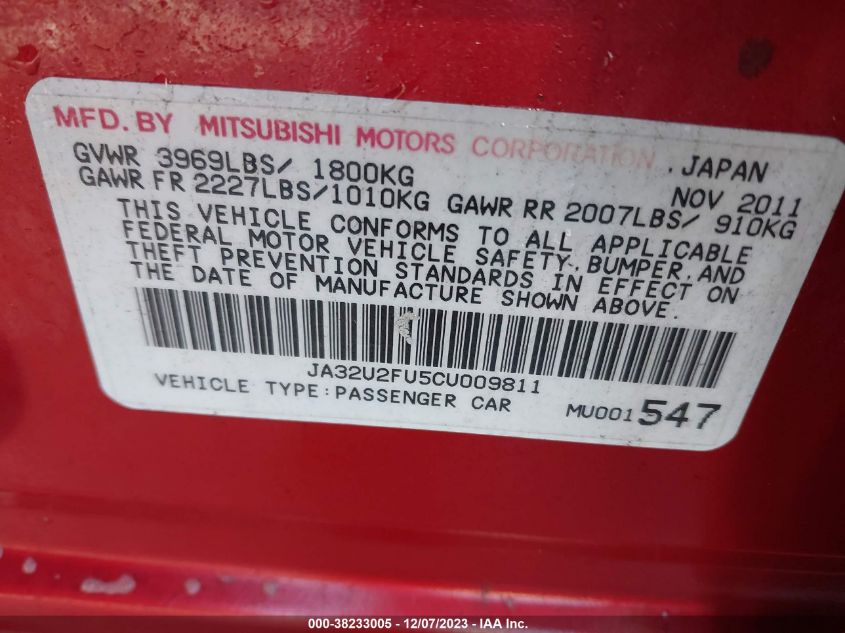 MFD. BY MITSUBISHI MOTORS CORPORATION, JAPAN
GVWR 3969LBS/ 1800KG NOV 2011
GAWR FR 2227LBS/1010KG GAWR RR 2007LBS/ 910KG
THIS VEHICLE CONFORMS TO ALL APPLICABLE
FEDERAL MOTOR VEHICLE SAFETY, BUMPER, AND
THEFT PREVENTION STANDARDS IN EFFECT ON
THE DATE OF MANUFACTURE SHOWN ABOVE.
JA32U2FU5CU009811
VEHICLE TYPE:PASSENGER CAR MU001547
000-38233005 - 12/07/2023 - IAA Inc.